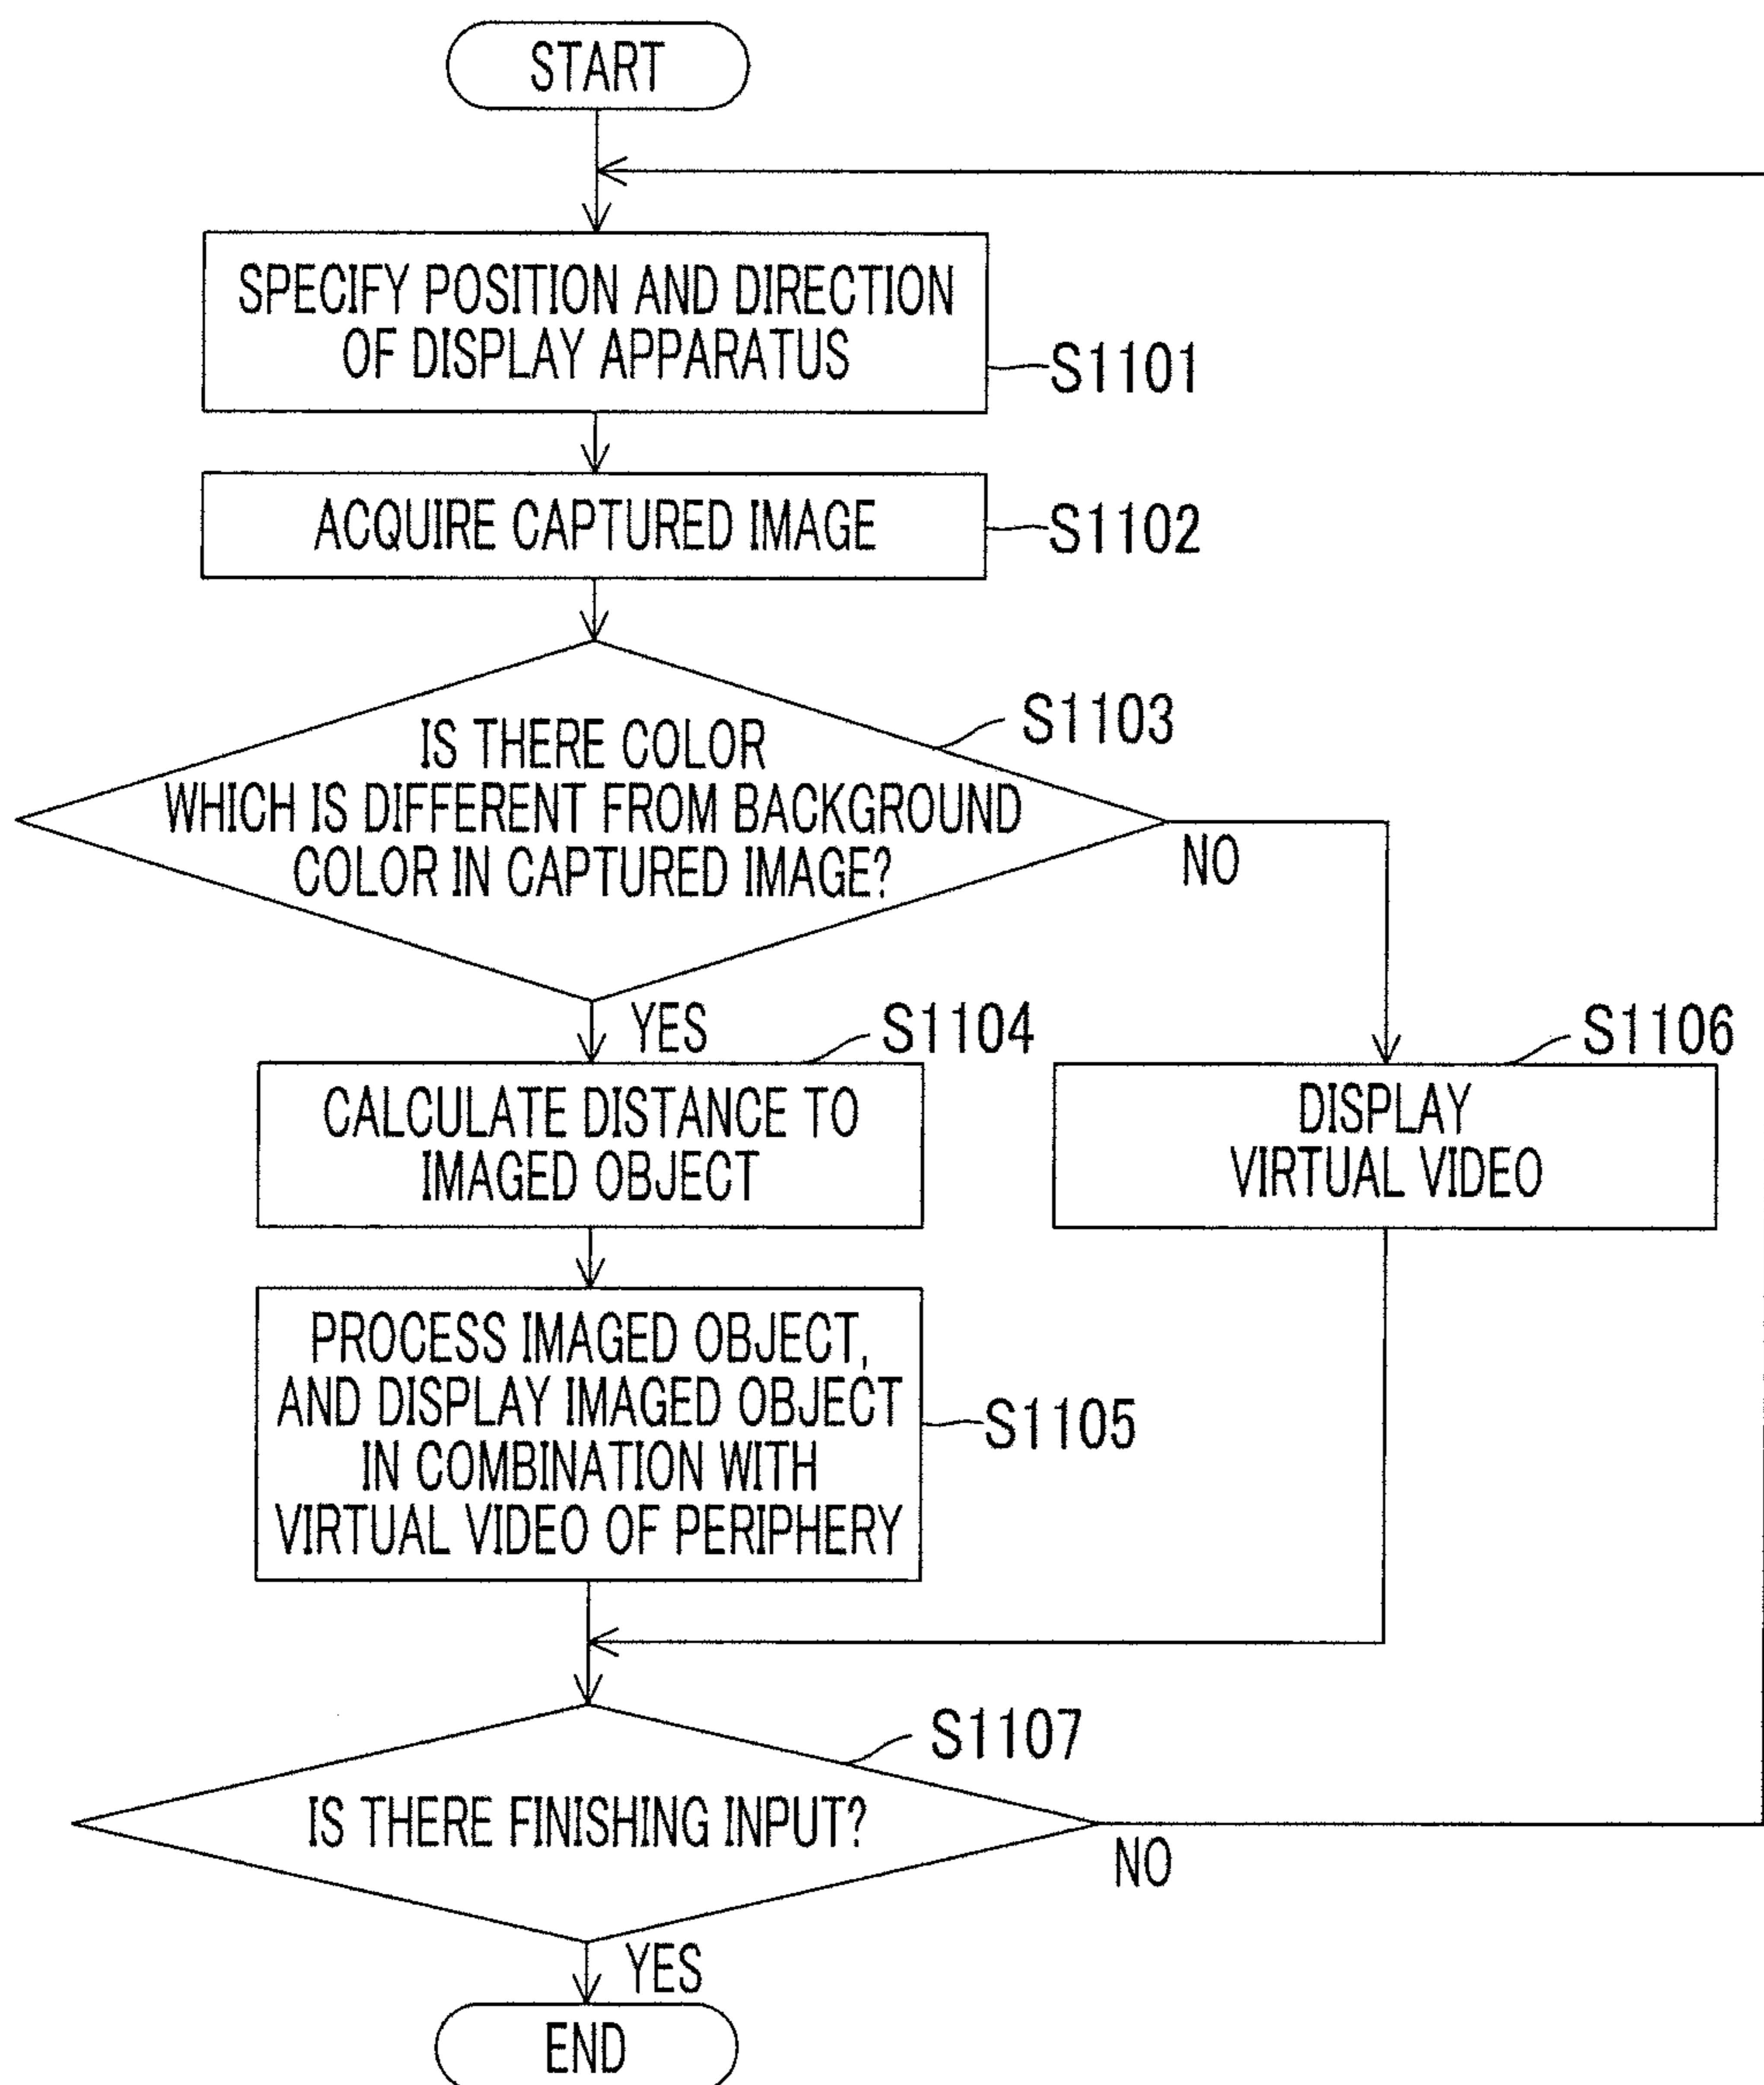 START
SPECIFY POSITION AND DIRECTION
OF DISPLAY APPARATUS
S1101
ACQUIRE CAPTURED IMAGE
S1102
S1103
IS THERE COLOR
WHICH IS DIFFERENT FROM BACKGROUND
COLOR IN CAPTURED IMAGE?
NO
YES
S1104
CALCULATE DISTANCE TO
IMAGED OBJECT
S1106
DISPLAY
VIRTUAL VIDEO
PROCESS IMAGED OBJECT,
AND DISPLAY IMAGED OBJECT
IN COMBINATION WITH
VIRTUAL VIDEO OF PERIPHERY
S1105
S1107
IS THERE FINISHING INPUT?
NO
YES
END